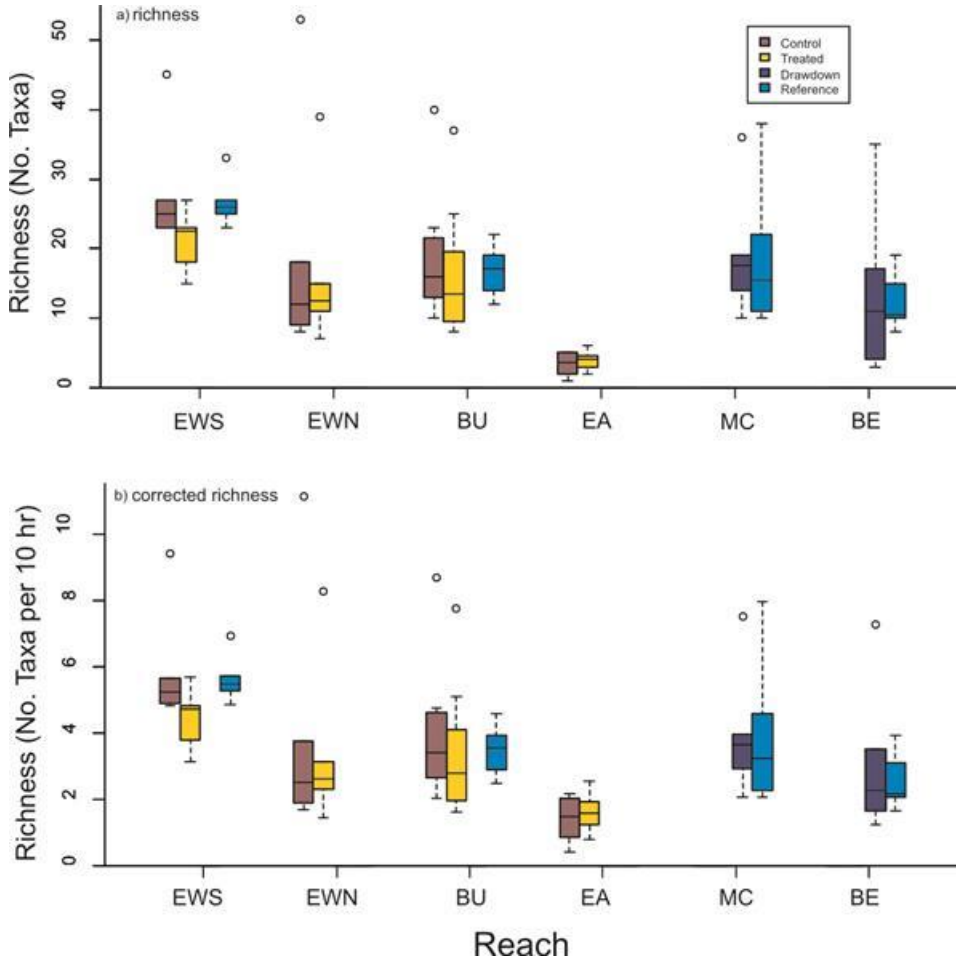 a) richness
Control
Treated
Drawdown
Reference
Richness (No. Taxa)
50
40
30
20
10
0
EWS EWN BU EA MC BE
b) corrected richness
Richness (No. Taxa per 10 hr)
10
8
6
4
2
0
EWS EWN BU EA MC BE
Reach